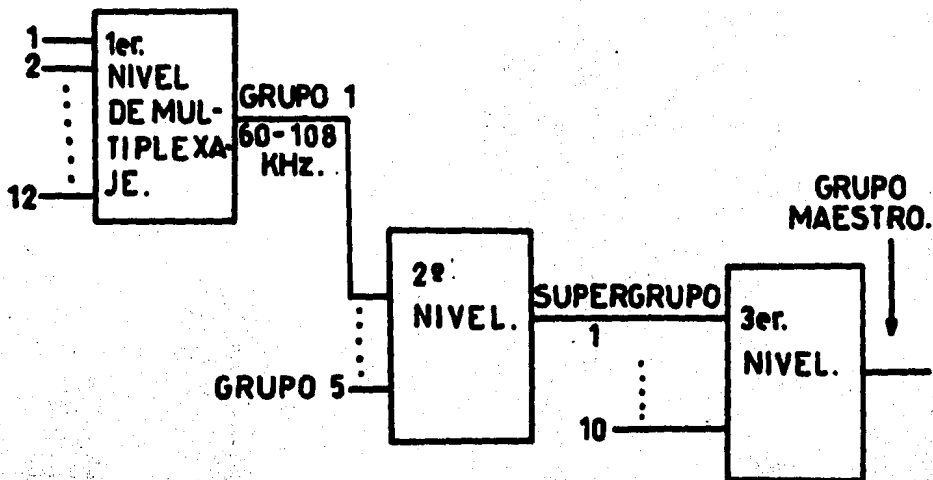 1
2
12
1er.
NIVEL
DE MUL-
TIPLEXA-
JE.
GRUPO 1
60-108
KHz.
GRUPO 5
2º
NIVEL.
SUPERGRUPO
1
10
3er.
NIVEL.
GRUPO
MAESTRO.